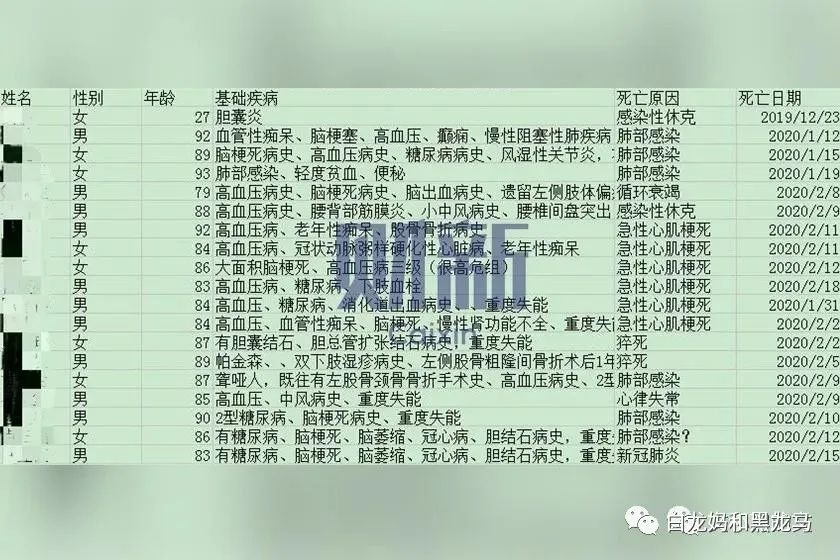 姓名 性别 年龄 基础疾病 死亡原因 死亡日期
女 27 胆囊炎 感染性休克 2019/12/23
男 92 血管性痴呆、脑梗塞、高血压、癫痫、慢性阻塞性肺疾病 肺部感染 2020/1/12
女 89 脑梗死病史、高血压病史、糖尿病病史、风湿性关节炎， 肺部感染 2020/1/15
女 93 肺部感染、轻度贫血、便秘 肺部感染 2020/1/19
男 79 高血压病史、脑梗死病史、脑出血病史、遗留左侧肢体偏 循环衰竭 2020/2/8
男 88 高血压病史、腰背部筋膜炎、小中风病史、腰椎间盘突出 感染性休克 2020/2/9
男 92 高血压病、老年性痴呆、股骨骨折病史 急性心肌梗死 2020/2/11
女 84 高血压病、冠状动脉粥样硬化性心脏病、老年性痴呆 急性心肌梗死 2020/2/11
女 86 大面积脑梗死、高血压病三级（很高危组） 急性心肌梗死 2020/2/12
男 83 高血压病、糖尿病、下肢血栓 急性心肌梗死 2020/2/18
男 84 高血压、糖尿病、消化道出血病史、、重度失能 急性心肌梗死 2020/1/31
男 84 高血压、血管性痴呆、脑梗死、慢性肾功能不全、重度失 急性心肌梗死 2020/2/2
女 87 有胆囊结石、胆总管扩张结石病史，重度失能 猝死 2020/2/2
男 89 帕金森、、双下肢湿疹病史、左侧股骨粗隆间骨折术后1年 猝死 2020/2/5
女 87 聋哑人，既往有左股骨颈骨骨折手术史、高血压病史、2型 肺部感染 2020/2/9
男 85 高血压、中风病史、重度失能 心律失常 2020/2/9
男 90 2型糖尿病、脑梗死病史、重度失能 肺部感染 2020/2/10
女 86 有糖尿病、脑梗死、脑萎缩、冠心病、胆结石病史，重度 肺部感染？ 2020/2/12
男 83 有糖尿病、脑梗死、脑萎缩、冠心病、胆结石病史，重度 新冠肺炎 2020/2/15
财新
Caixin
白龙妈和黑龙马